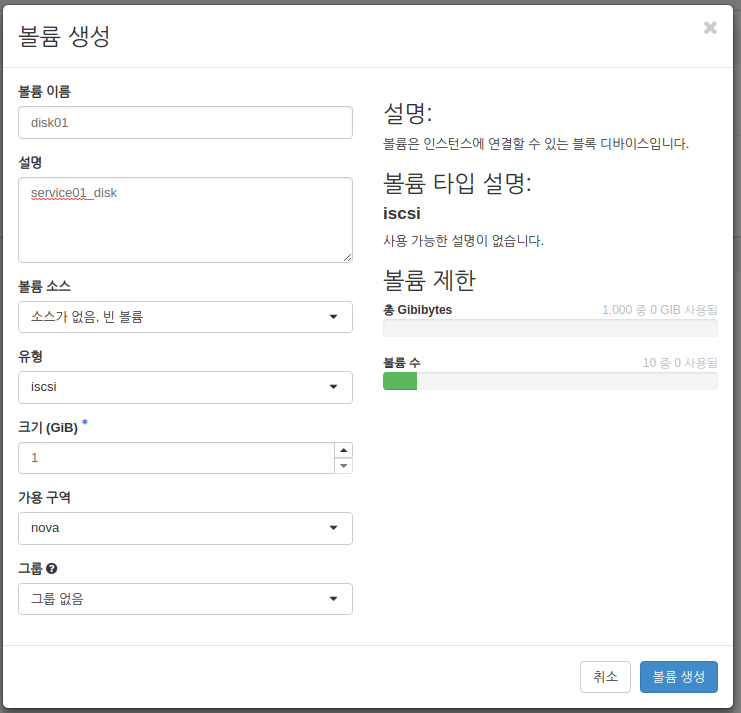 볼륨 생성
×
볼륨 이름
disk01
설명
service01_disk
볼륨 소스
소스가 없음, 빈 볼륨
유형
iscsi
크기 (GiB) *
1
가용 구역
nova
그룹
그룹 없음
설명:
볼륨은 인스턴스에 연결할 수 있는 블록 디바이스입니다.
볼륨 타입 설명:
iscsi
사용 가능한 설명이 없습니다.
볼륨 제한
총 Gibibytes 1,000 중 0 GIB 사용됨
볼륨 수 10 중 0 사용됨
취소 볼륨 생성